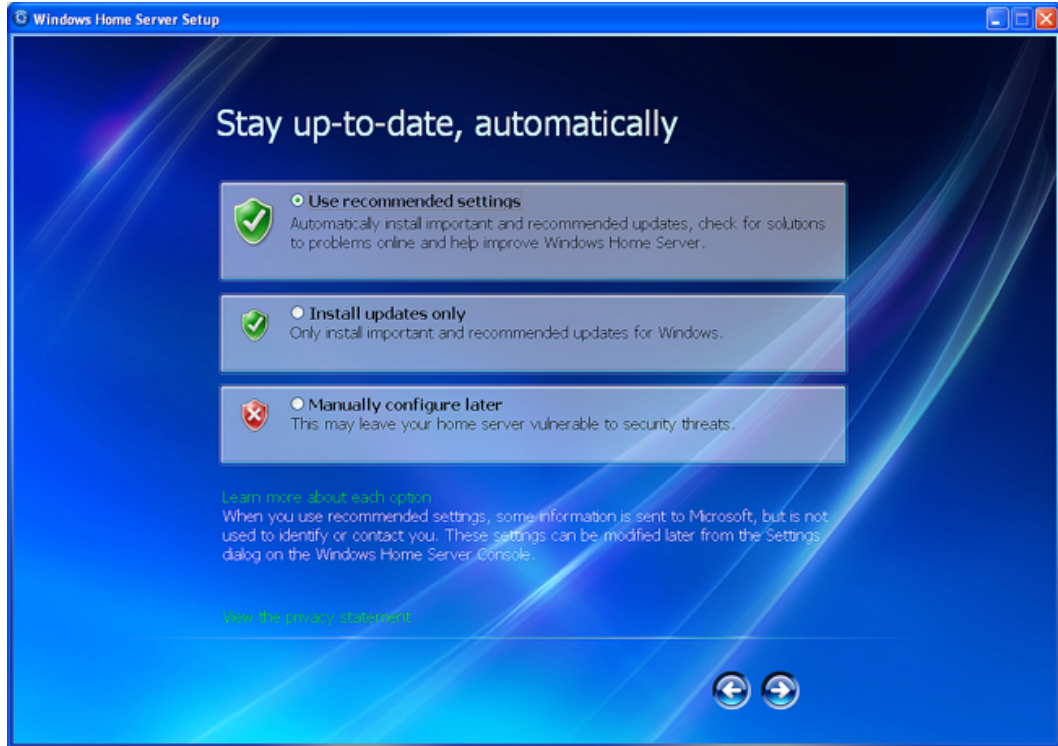 Windows Home Server Setup
Stay up-to-date, automatically
Use recommended settings
Automatically install important and recommended updates, check for solutions
to problems online and help improve Windows Home Server.
Install updates only
Only install important and recommended updates for Windows.
Manually configure later
This may leave your home server vulnerable to security threats.
Learn more about each option
When you use recommended settings, some information is sent to Microsoft, but is not
used to identify or contact you. These settings can be modified later from the Settings
dialog on the Windows Home Server Console.
View the privacy statement